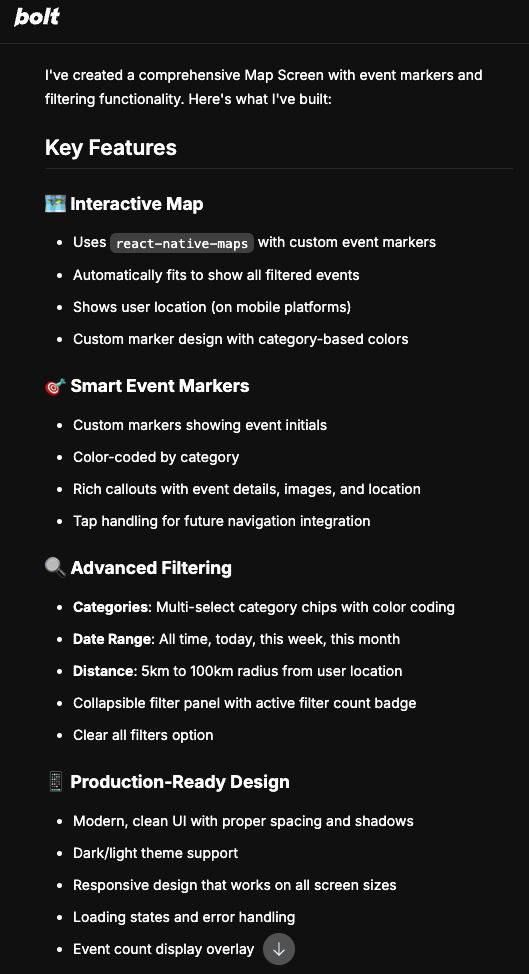 bolt
I've created a comprehensive Map Screen with event markers and
filtering functionality. Here's what I've built:
Key Features
🗺️ Interactive Map
• Uses react-native-maps with custom event markers
• Automatically fits to show all filtered events
• Shows user location (on mobile platforms)
• Custom marker design with category-based colors
🎯 Smart Event Markers
• Custom markers showing event initials
• Color-coded by category
• Rich callouts with event details, images, and location
• Tap handling for future navigation integration
🔍 Advanced Filtering
• Categories: Multi-select category chips with color coding
• Date Range: All time, today, this week, this month
• Distance: 5km to 100km radius from user location
• Collapsible filter panel with active filter count badge
• Clear all filters option
📱 Production-Ready Design
• Modern, clean UI with proper spacing and shadows
• Dark/light theme support
• Responsive design that works on all screen sizes
• Loading states and error handling
• Event count display overlay